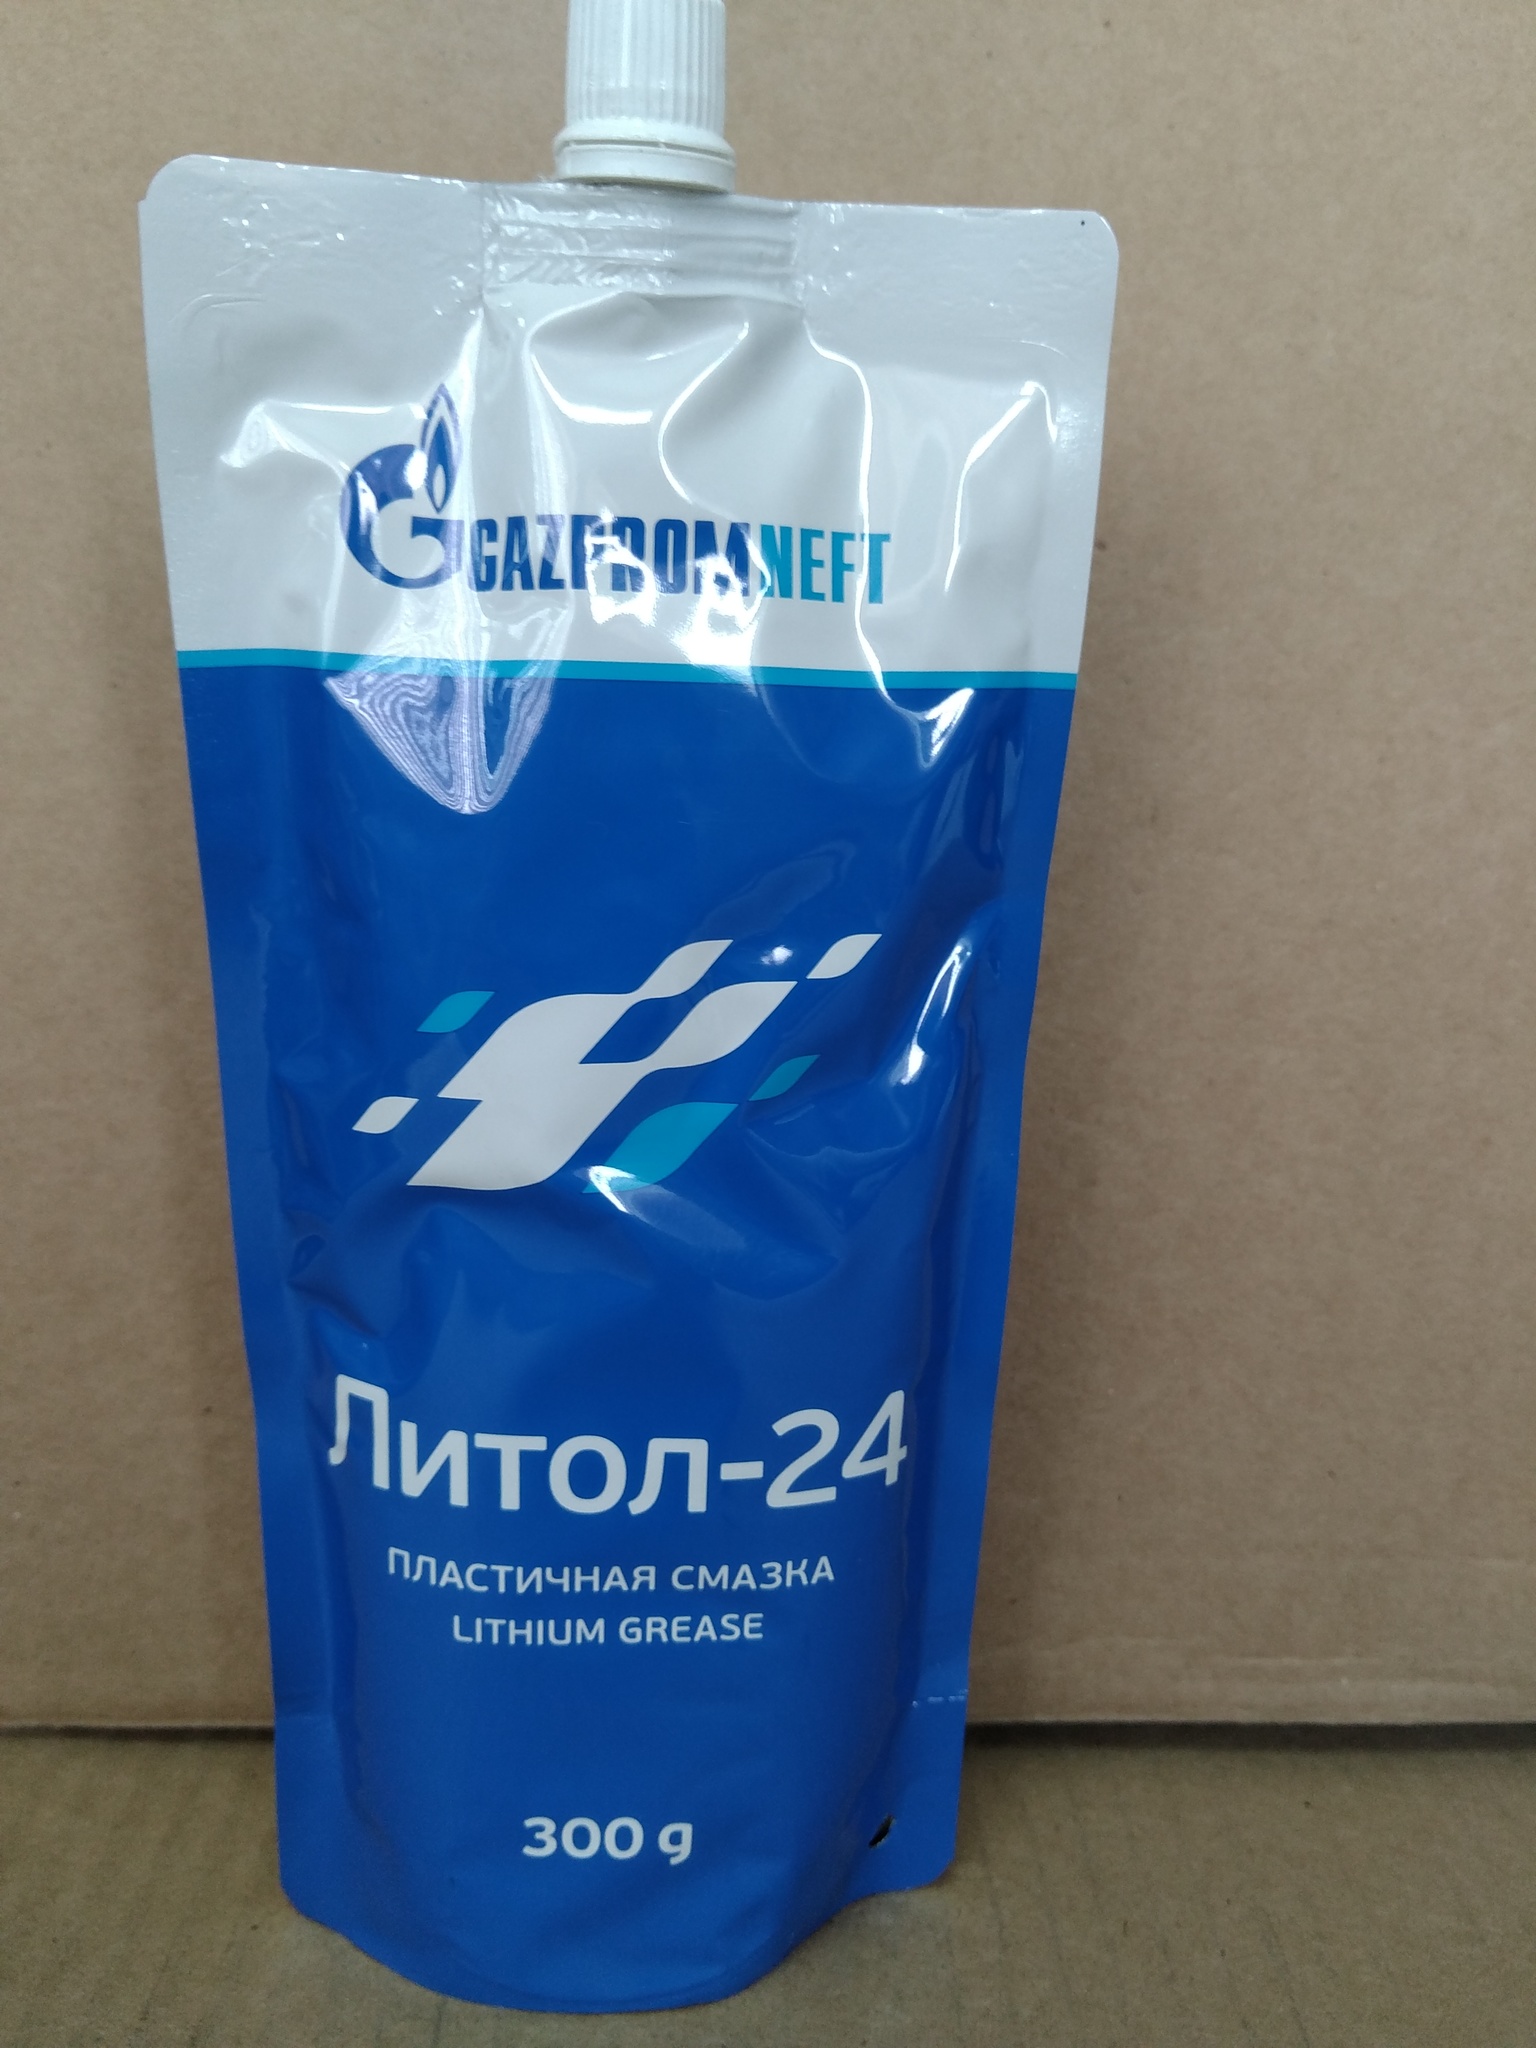 GAZPROMNEFT
Литол-24
ПЛАСТИЧНАЯ СМАЗКА
LITHIUM GREASE
300 g